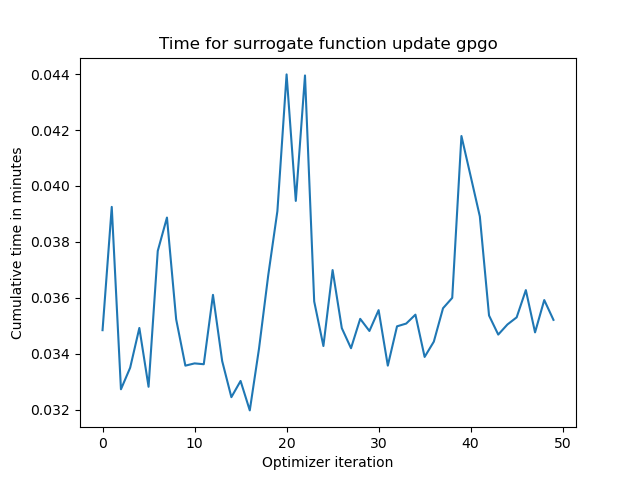 Time for surrogate function update gpgo
0.044
0.042
0.040
0.038
0.036
0.034
0.032
Cumulative time in minutes
0 10 20 30 40 50
Optimizer iteration